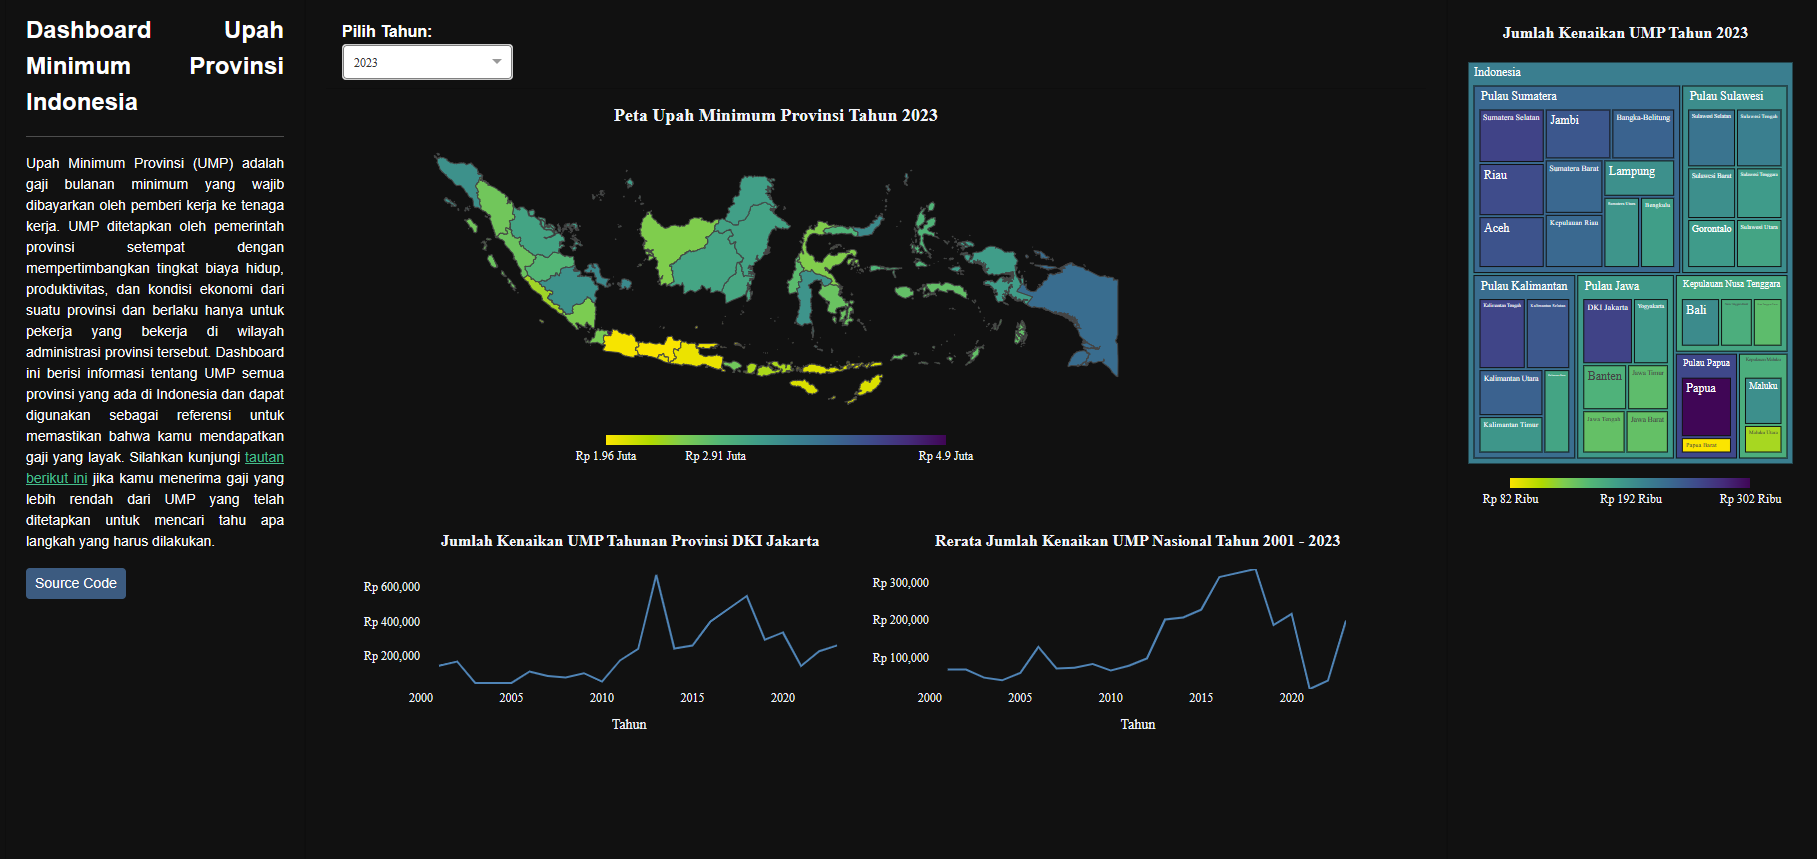 Dashboard Upah
Minimum Provinsi
Indonesia
Upah Minimum Provinsi (UMP) adalah
gaji bulanan minimum yang wajib
dibayarkan oleh pemberi kerja ke tenaga
kerja. UMP ditetapkan oleh pemerintah
provinsi setempat dengan
mempertimbangkan tingkat biaya hidup,
produktivitas, dan kondisi ekonomi dari
suatu provinsi dan berlaku hanya untuk
pekerja yang bekerja di wilayah
administrasi provinsi tersebut. Dashboard
ini berisi informasi tentang UMP semua
provinsi yang ada di Indonesia dan dapat
digunakan sebagai referensi untuk
memastikan bahwa kamu mendapatkan
gaji yang layak. Silahkan kunjungi tautan
berikut ini jika kamu menerima gaji yang
lebih rendah dari UMP yang telah
ditetapkan untuk mencari tahu apa
langkah yang harus dilakukan.
Source Code
Pilih Tahun:
2023
Peta Upah Minimum Provinsi Tahun 2023
Rp 1.96 Juta
Rp 2.91 Juta
Rp 4.9 Juta
Jumlah Kenaikan UMP Tahunan Provinsi DKI Jakarta
Rp 600,000
Rp 400,000
Rp 200,000
2000
2005
2010
2015
2020
Tahun
Rerata Jumlah Kenaikan UMP Nasional Tahun 2001 - 2023
Rp 300,000
Rp 200,000
Rp 100,000
2000
2005
2010
2015
2020
Tahun
Jumlah Kenaikan UMP Tahun 2023
Indonesia
Pulau Sumatera
Sumatera Selatan
Jambi
Bangka-Belitung
Riau
Sumatera Barat
Lampung
Aceh
Kepulauan Riau
Sumatera Utara
Bengkulu
Pulau Sulawesi
Sulawesi Selatan
Sulawesi Tengah
Sulawesi Barat
Sulawesi Tenggara
Gorontalo
Sulawesi Utara
Pulau Kalimantan
Kalimantan Tengah
Kalimantan Selatan
Kalimantan Utara
Kalimantan Timur
Pulau Jawa
DKI Jakarta
Yogyakarta
Banten
Jawa Timur
Jawa Tengah
Jawa Barat
Kepulauan Nusa Tenggara
Bali
Pulau Papua
Papua
Papua Barat
Kepulauan Maluku
Maluku
Maluku Utara
Rp 82 Ribu
Rp 192 Ribu
Rp 302 Ribu